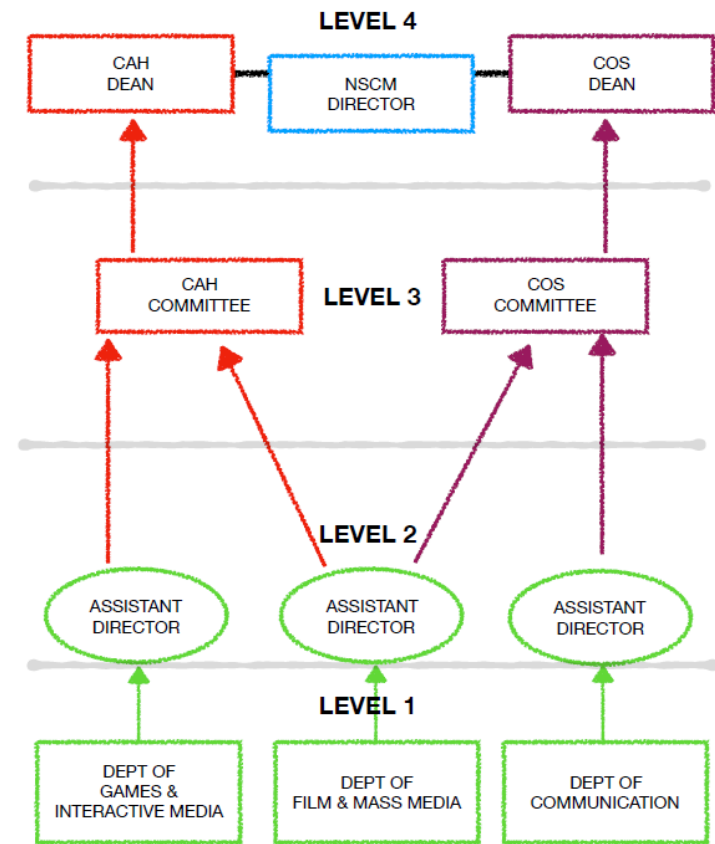 LEVEL 4
CAH
DEAN
NSCM
DIRECTOR
COS
DEAN
CAH
COMMITTEE
LEVEL 3
COS
COMMITTEE
LEVEL 2
ASSISTANT
DIRECTOR
ASSISTANT
DIRECTOR
ASSISTANT
DIRECTOR
LEVEL 1
DEPT OF
GAMES &
INTERACTIVE MEDIA
DEPT OF
FILM & MASS MEDIA
DEPT OF
COMMUNICATION